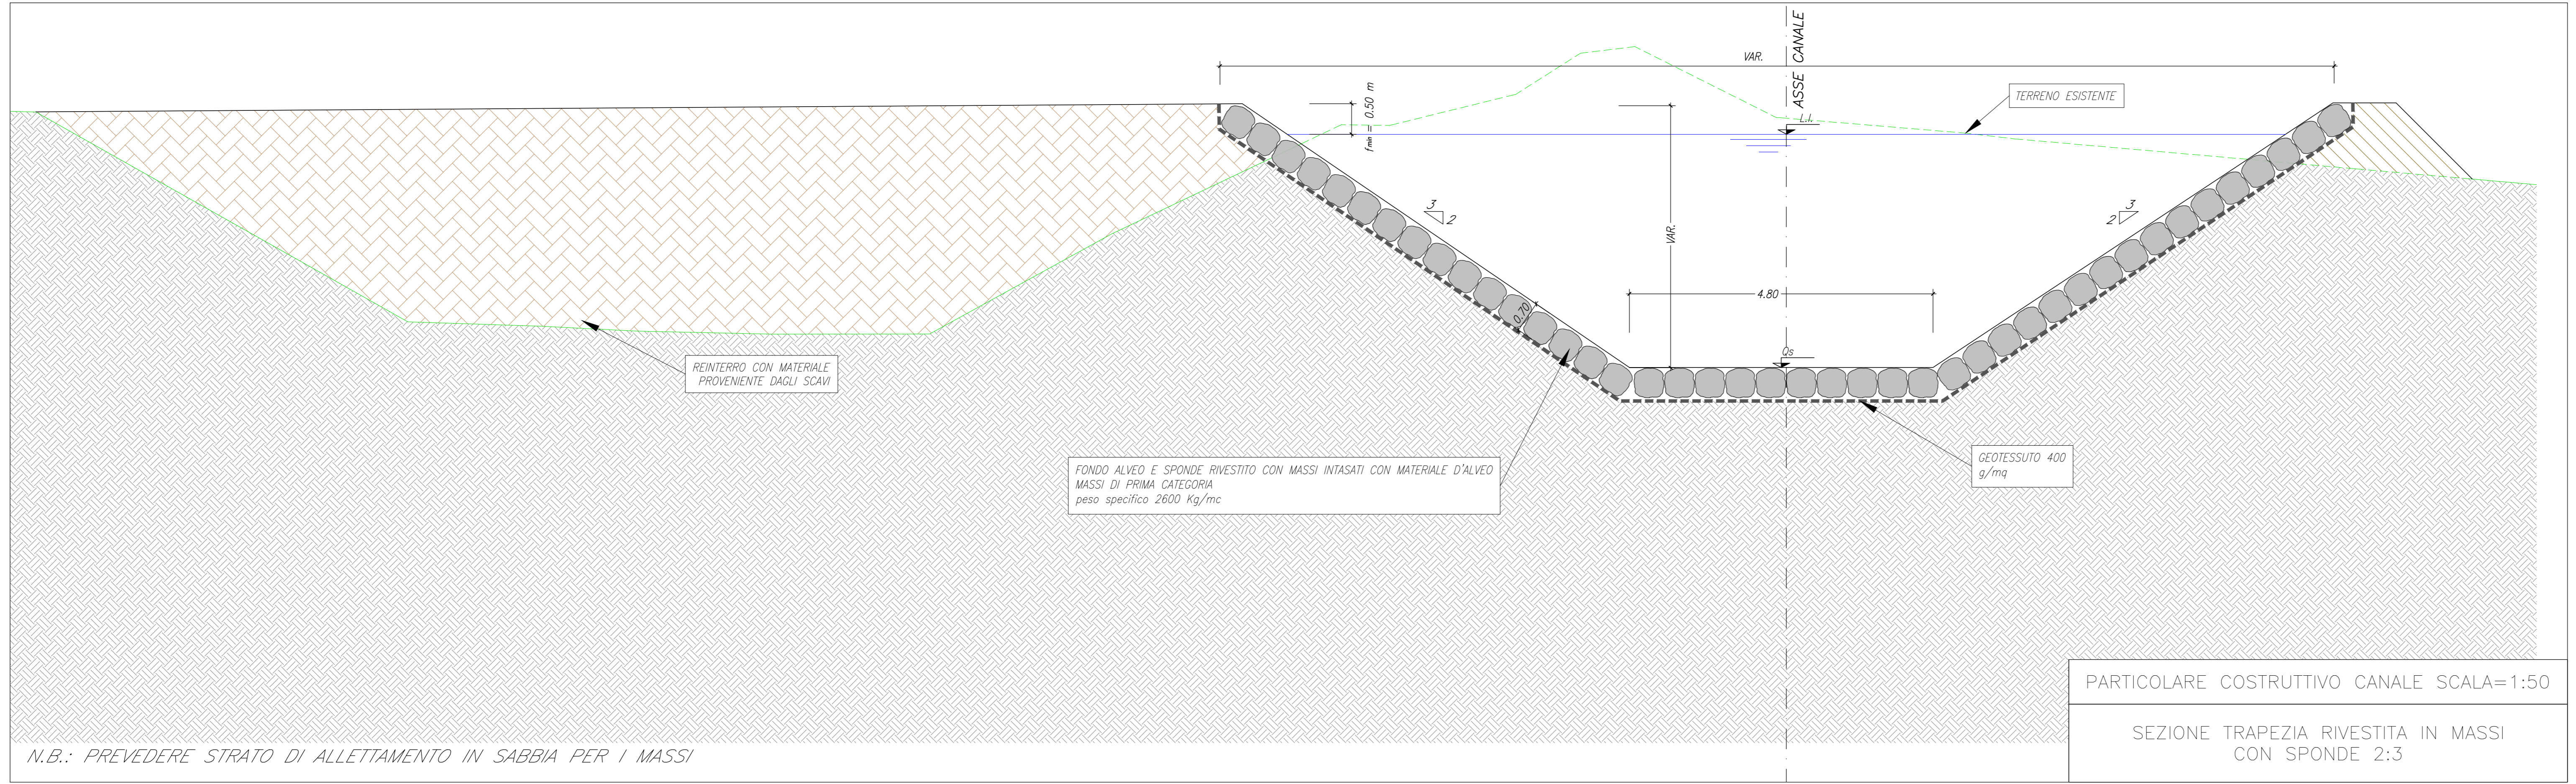 ASSE CANALE
VAR.
TERRENO ESISTENTE
fmin = 0.50 m
L.I.
3
2
3
2
VAR.
4.80
0.70
Qs
REINTERRO CON MATERIALE
PROVENIENTE DAGLI SCAVI
FONDO ALVEO E SPONDE RIVESTITO CON MASSI INTASATI CON MATERIALE D'ALVEO
MASSI DI PRIMA CATEGORIA
peso specifico 2600 Kg/mc
GEOTESSUTO 400
g/mq
PARTICOLARE COSTRUTTIVO CANALE SCALA=1:50
SEZIONE TRAPEZIA RIVESTITA IN MASSI
CON SPONDE 2:3
N.B.: PREVEDERE STRATO DI ALLETTAMENTO IN SABBIA PER I MASSI